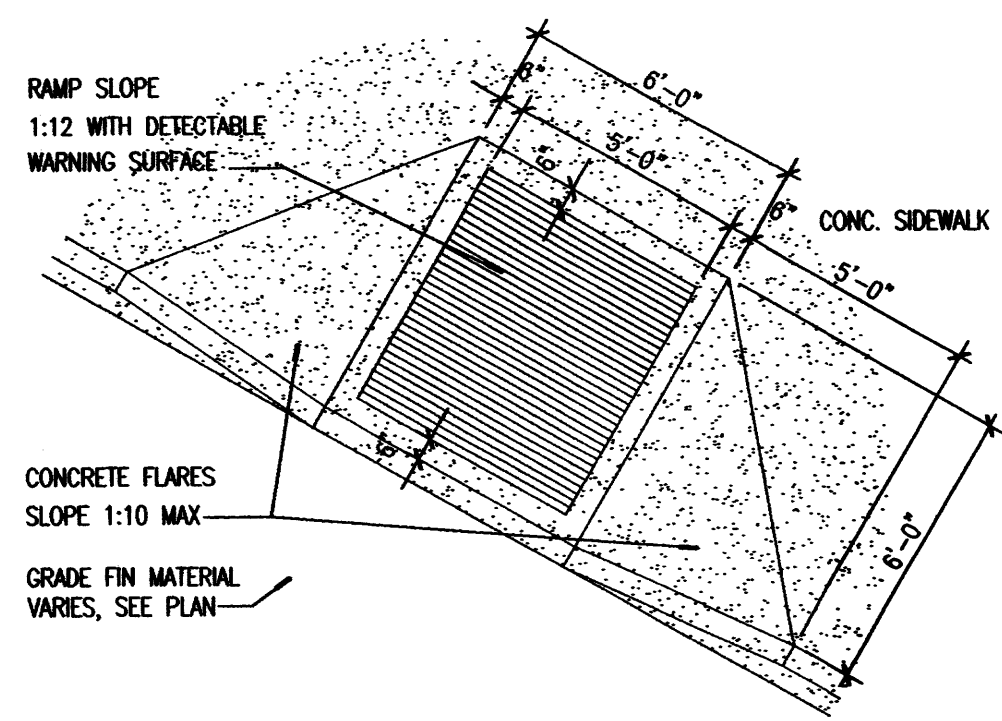 RAMP SLOPE
1:12 WITH DETECTABLE
WARNING SURFACE
6"
6'-0"
5'-0"
6"
6"
CONC. SIDEWALK
5'-0"
6"
6'-0"
CONCRETE FLARES
SLOPE 1:10 MAX
GRADE FIN MATERIAL
VARIES, SEE PLAN